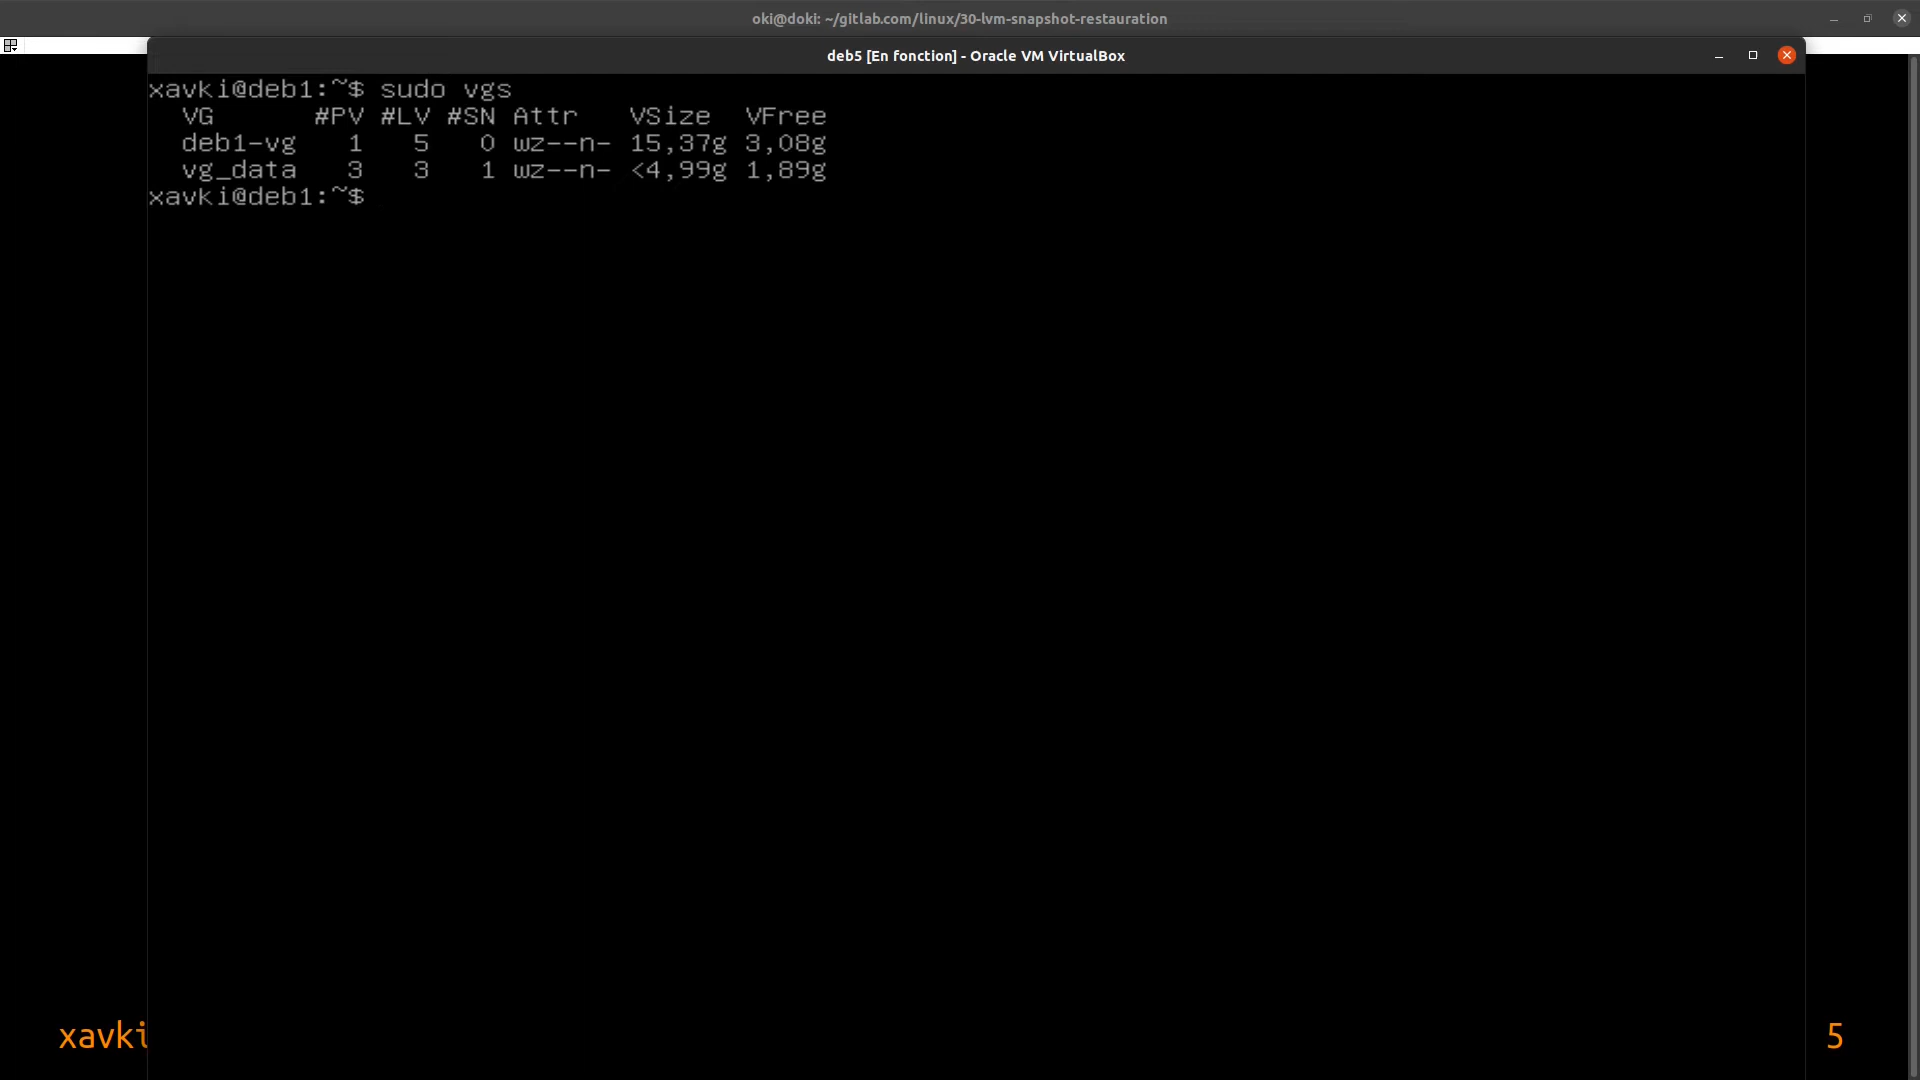 oki@doki: ~/gitlab.com/linux/30-lvm-snapshot-restauration
deb5 [En fonction] - Oracle VM VirtualBox
xavki@deb1:~$ sudo vgs
  VG      #PV #LV #SN Attr   VSize  VFree
  deb1-vg   1   5   0 wz--n- 15,37g 3,08g
  vg_data   3   3   1 wz--n- <4,99g 1,89g
xavki@deb1:~$
xavki
5